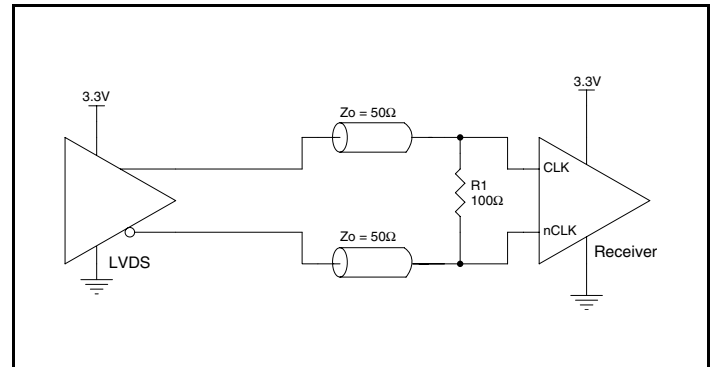 3.3V
3.3V
Zo = 50Ω
CLK
R1
100Ω
Zo = 50Ω
nCLK
Receiver
LVDS